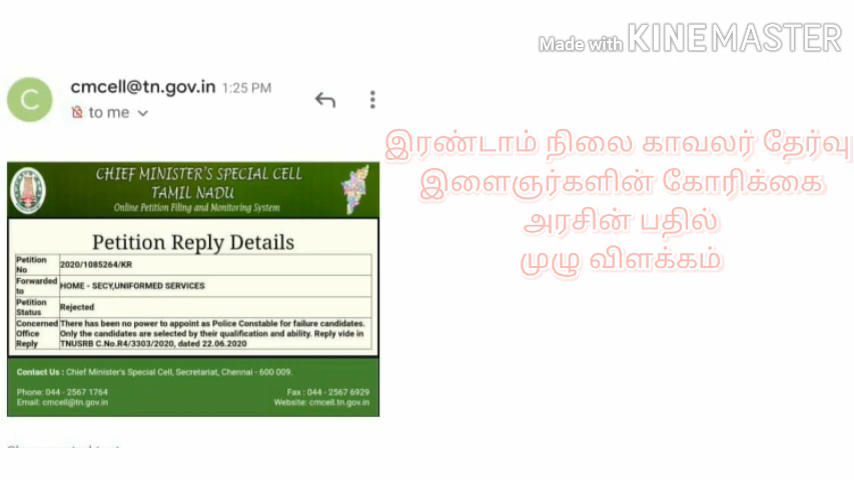 Made with KINEMASTER
C
cmcell@tn.gov.in 1:25 PM
to me
CHIEF MINISTER'S SPECIAL CELL
TAMIL NADU
Online Petition Filing and Monitoring System
Petition Reply Details
Petition No 2020/1085264/KR
Forwarded to HOME - SECY,UNIFORMED SERVICES
Petition Status Rejected
Concerned Office Reply There has been no power to appoint as Police Constable for failure candidates.
Only the candidates are selected by their qualification and ability. Reply vide in
TNUSRB C.No.R4/3303/2020, dated 22.06.2020
Contact Us : Chief Minister's Special Cell, Secretariat, Chennai - 600 009.
Phone: 044 - 2567 1764 Fax : 044 - 2567 6929
Email: cmcell@tn.gov.in Website: cmcell.tn.gov.in
இரண்டாம் நிலை காவலர் தேர்வு
இளைஞர்களின் கோரிக்கை
அரசின் பதில்
முழு விளக்கம்